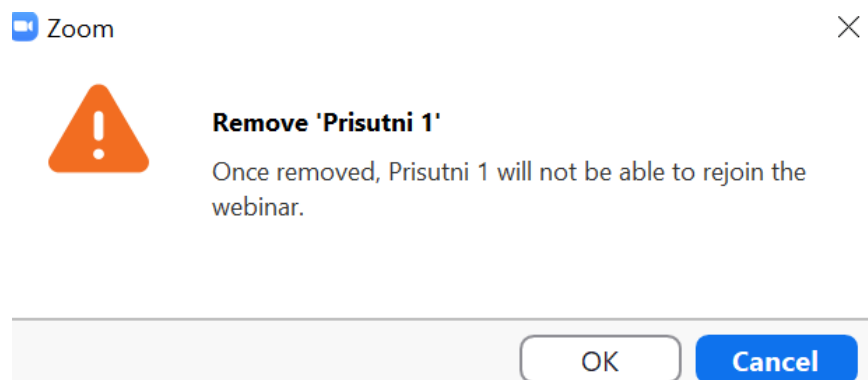 Zoom
Remove 'Prisutni 1'
Once removed, Prisutni 1 will not be able to rejoin the
webinar.
OK
Cancel